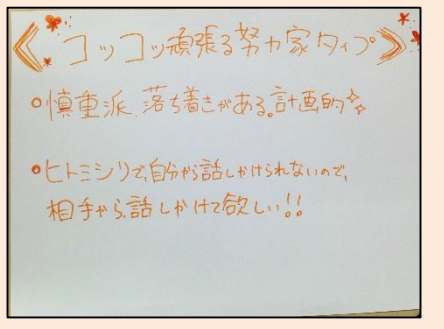 《コツコツ頑張る努力家タイプ》
○慎重派、落ち着きがある。計画的
○ヒトミシリで、自分から話しかけられないので、
相手から、話しかけて欲しい!!